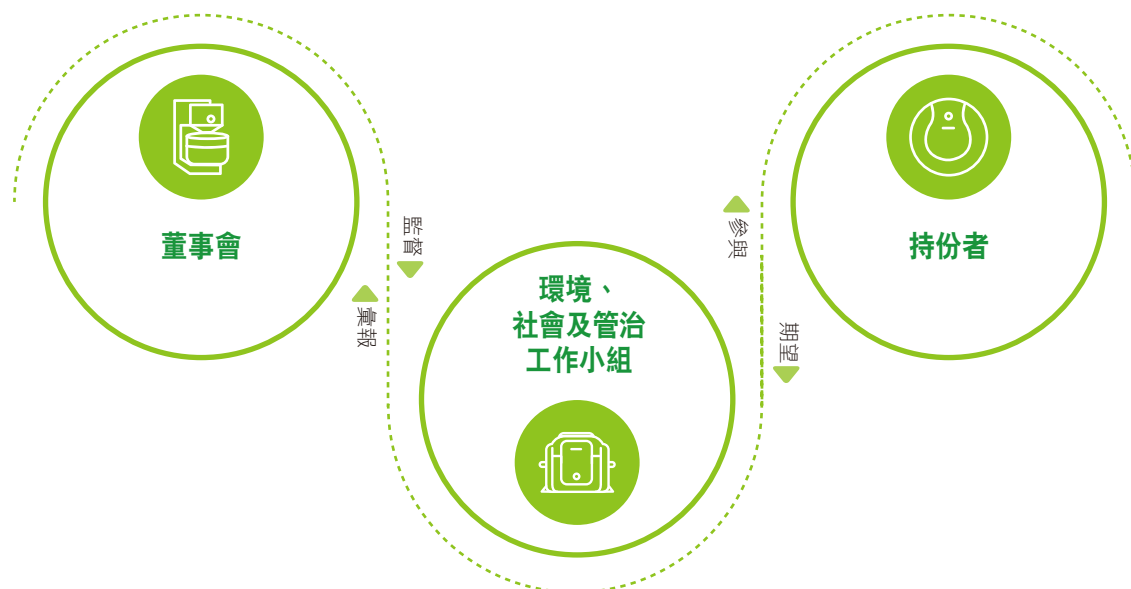 董事會
監督
彙報
環境、
社會及管治
工作小組
參與
期望
持份者